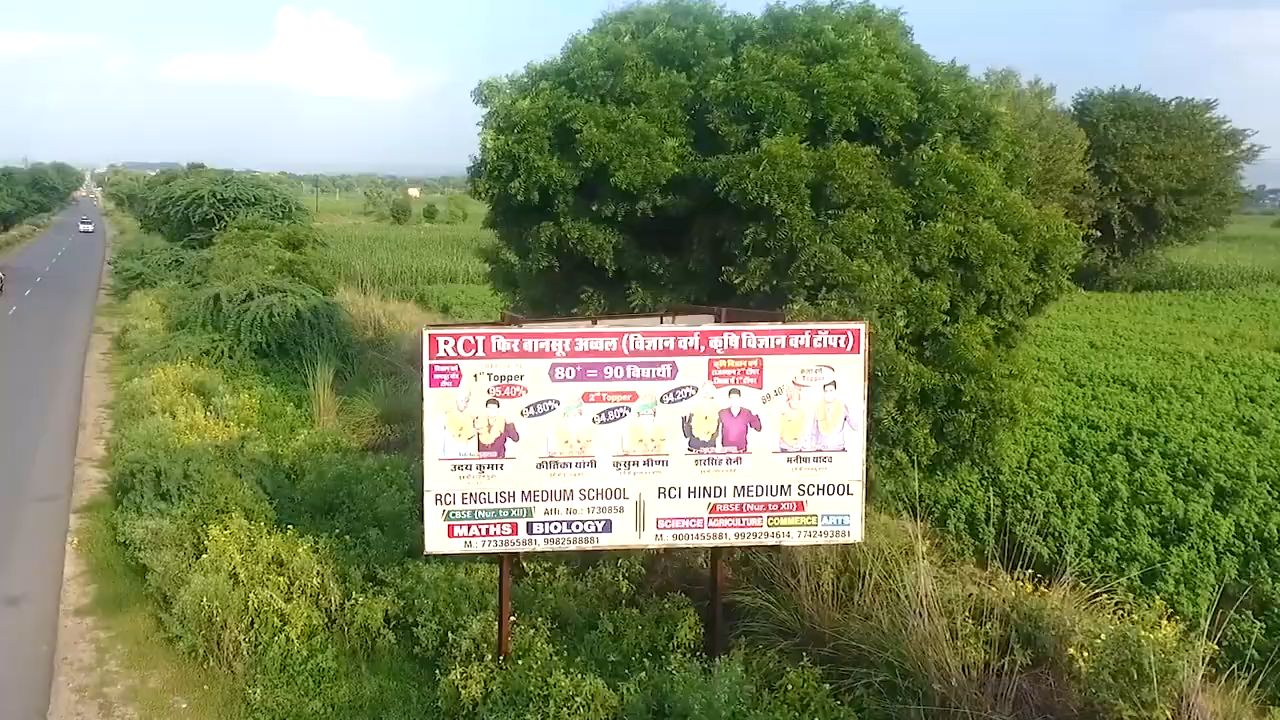 RCI फिर बानसूर अव्वल (विज्ञान वर्ग, कृषि विज्ञान वर्ग टॉपर)
1st Topper
95.40%
80+ = 90 विद्यार्थी
94.80%
2nd Topper
94.80%
94.20%
89.40%
उदय कुमार
कीर्तिका योगी
कुसुम मीणा
मनीषा यादव
RCI ENGLISH MEDIUM SCHOOL
CBSE (Nur. to XII) Affi. No.: 1730858
MATHS BIOLOGY
M.: 7733855881, 9982588881
RCI HINDI MEDIUM SCHOOL
RBSE (Nur. to XII)
SCIENCE AGRICULTURE COMMERCE ARTS
M.: 9001455881, 9929294614, 7742493881